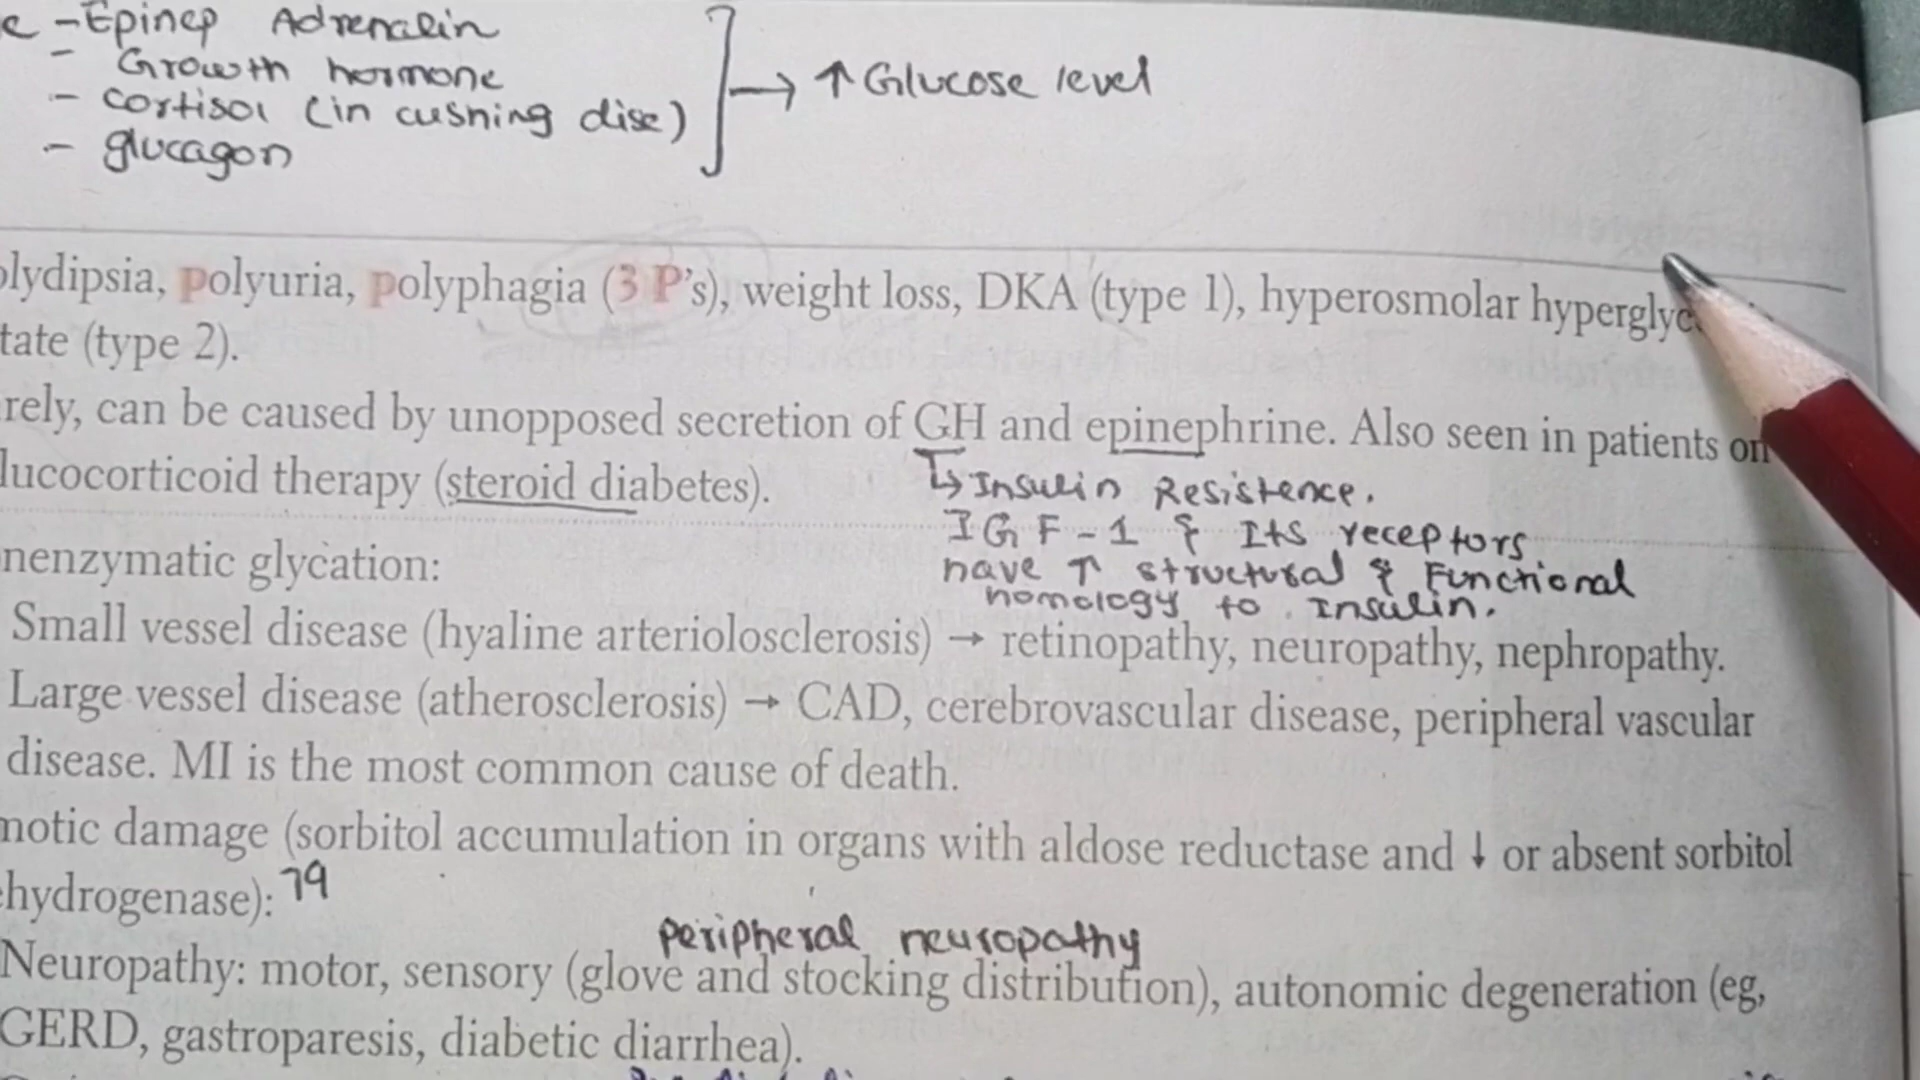 - Epinep Adrenalin
- Growth hormone
- cortisol (in cushing dise)
- glucagon
→ ↑ Glucose level
olydipsia, polyuria, polyphagia (3 P's), weight loss, DKA (type 1), hyperosmolar hyperglyc
tate (type 2).
rely, can be caused by unopposed secretion of GH and epinephrine. Also seen in patients on
lucocorticoid therapy (steroid diabetes).
↳ Insulin Resistence.
IGF-1 & Its receptors
have ↑ structural & Functional
homology to Insulin.
nenzymatic glycation:
Small vessel disease (hyaline arteriolosclerosis) → retinopathy, neuropathy, nephropathy.
Large vessel disease (atherosclerosis) → CAD, cerebrovascular disease, peripheral vascular
disease. MI is the most common cause of death.
motic damage (sorbitol accumulation in organs with aldose reductase and ↓ or absent sorbitol
ehydrogenase): 79
peripheral neuropathy
Neuropathy: motor, sensory (glove and stocking distribution), autonomic degeneration (eg,
GERD, gastroparesis, diabetic diarrhea).